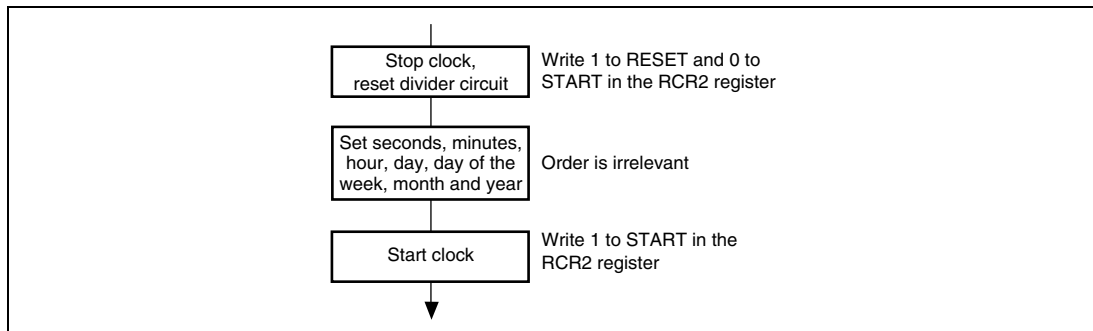 Stop clock,
reset divider circuit
Write 1 to RESET and 0 to
START in the RCR2 register
Set seconds, minutes,
hour, day, day of the
week, month and year
Order is irrelevant
Start clock
Write 1 to START in the
RCR2 register